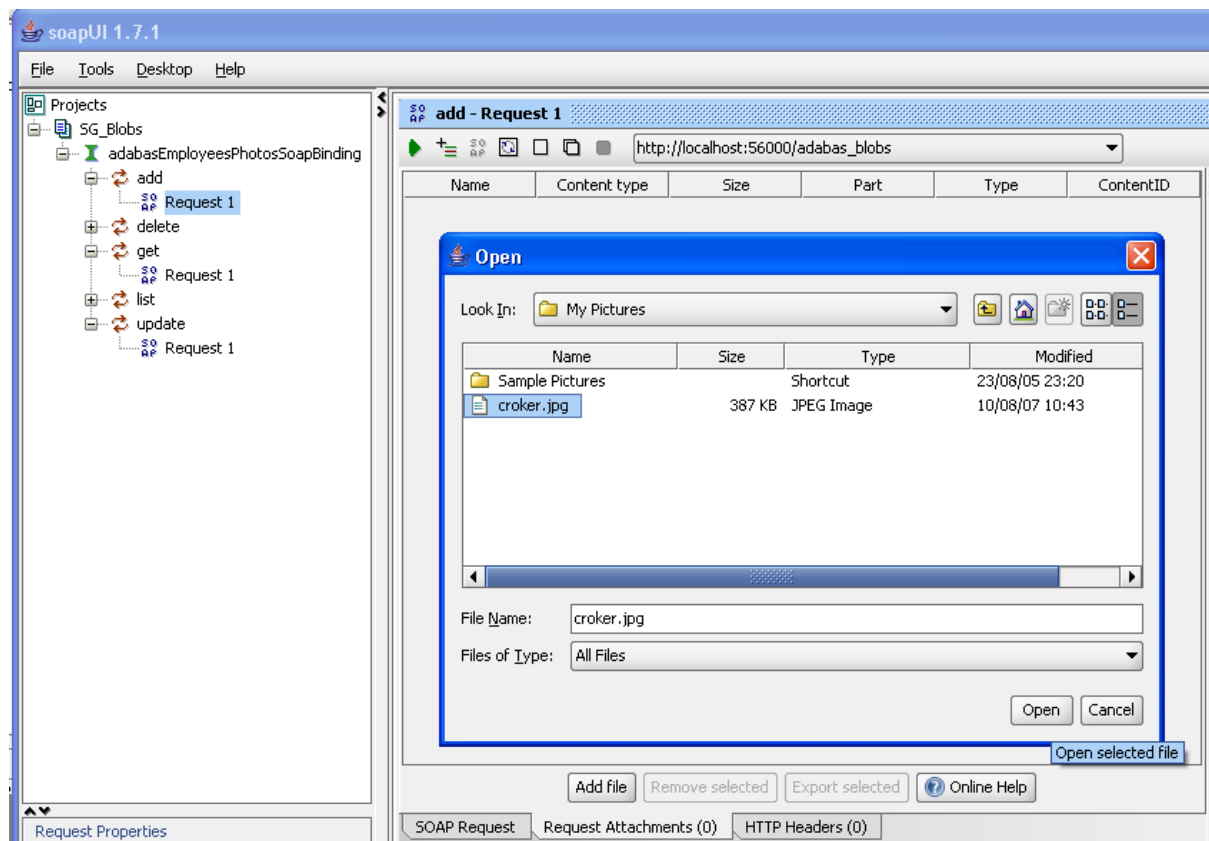 soapUI 1.7.1
File Tools Desktop Help
Projects
SG_Blobs
adabasEmployeesPhotosSoapBinding
add
Request 1
delete
get
Request 1
list
update
Request 1
Request Properties
add - Request 1
http://localhost:56000/adabas_blobs
Name Content type Size Part Type ContentID
Open
Look In: My Pictures
Name Size Type Modified
Sample Pictures Shortcut 23/08/05 23:20
croker.jpg 387 KB JPEG Image 10/08/07 10:43
File Name: croker.jpg
Files of Type: All Files
Open Cancel
Open selected file
Add file Remove selected Export selected Online Help
SOAP Request Request Attachments (0) HTTP Headers (0)